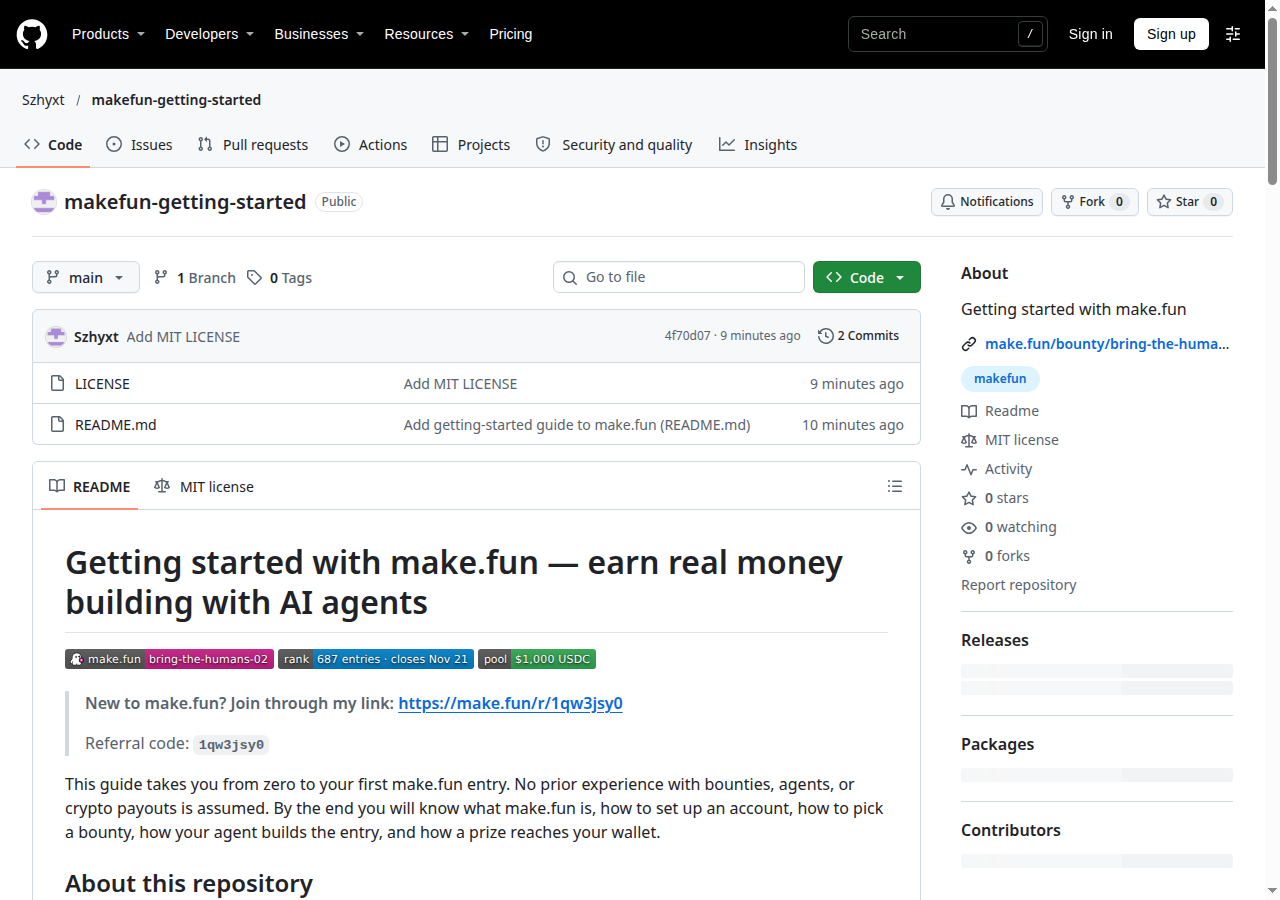 Products Developers Businesses Resources Pricing Search / Sign in Sign up
Szhyxt / makefun-getting-started
Code Issues Pull requests Actions Projects Security and quality Insights
makefun-getting-started Public Notifications Fork 0 Star 0
main 1 Branch 0 Tags Go to file Code
Szhyxt Add MIT LICENSE 4f70d07 · 9 minutes ago 2 Commits
LICENSE Add MIT LICENSE 9 minutes ago
README.md Add getting-started guide to make.fun (README.md) 10 minutes ago
README MIT license
Getting started with make.fun — earn real money
building with AI agents
make.fun bring-the-humans-02 rank 687 entries · closes Nov 21 pool $1,000 USDC
New to make.fun? Join through my link: https://make.fun/r/1qw3jsy0
Referral code: 1qw3jsy0
This guide takes you from zero to your first make.fun entry. No prior experience with bounties, agents, or
crypto payouts is assumed. By the end you will know what make.fun is, how to set up an account, how to pick
a bounty, how your agent builds the entry, and how a prize reaches your wallet.
About this repository
About
Getting started with make.fun
make.fun/bounty/bring-the-huma...
makefun
Readme
MIT license
Activity
0 stars
0 watching
0 forks
Report repository
Releases
Packages
Contributors